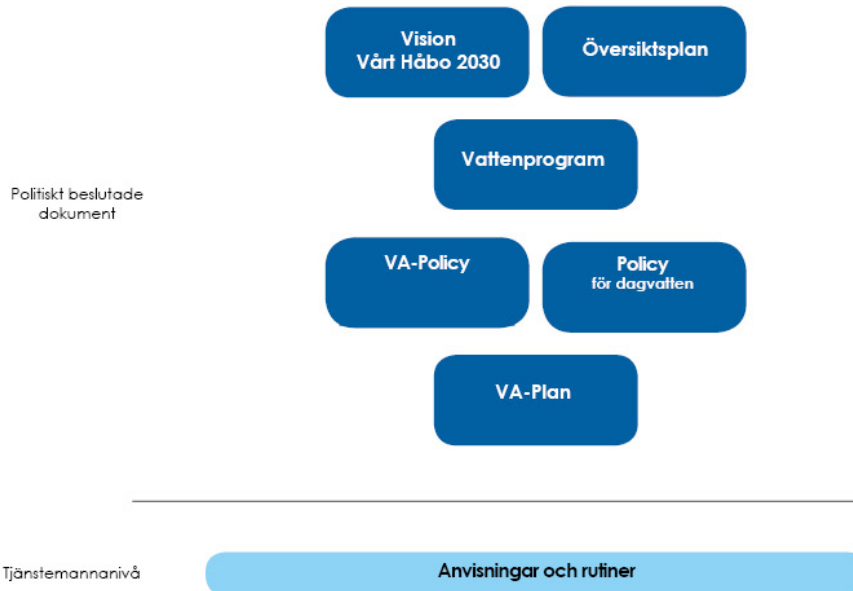 Vision
Vårt Håbo 2030
Översiktsplan
Vattenprogram
Politiskt beslutade
dokument
VA-Policy
Policy
för dagvatten
VA-Plan
Tjänstemannanivå
Anvisningar och rutiner